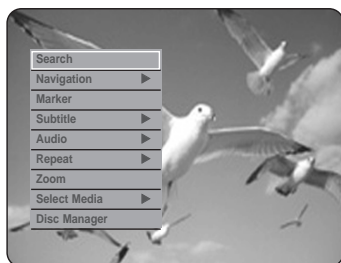 Search
Navigation
Marker
Subtitle
Audio
Repeat
Zoom
Select Media
Disc Manager